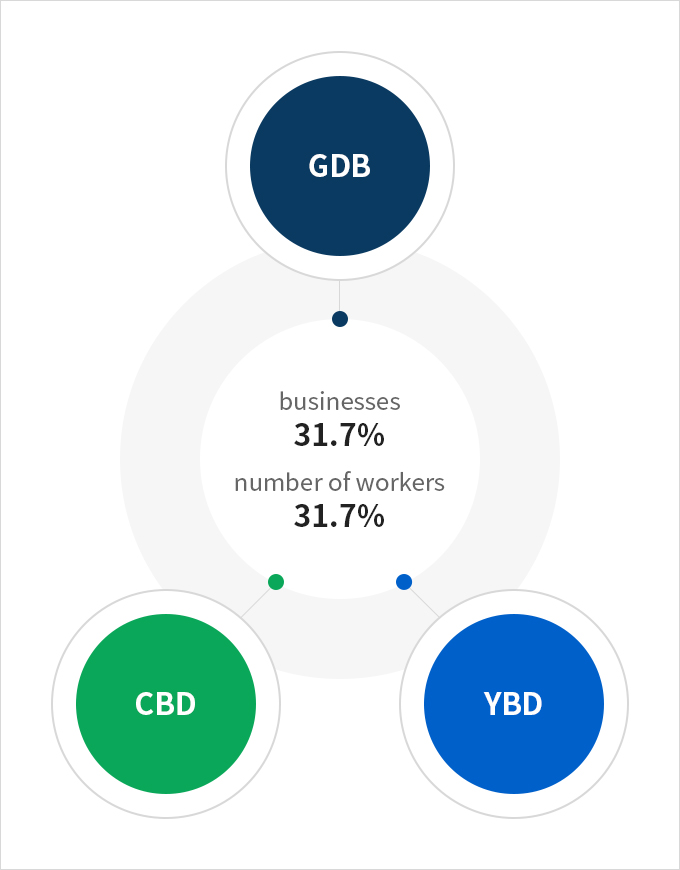 GDB
businesses
31.7%
number of workers
31.7%
CBD
YBD